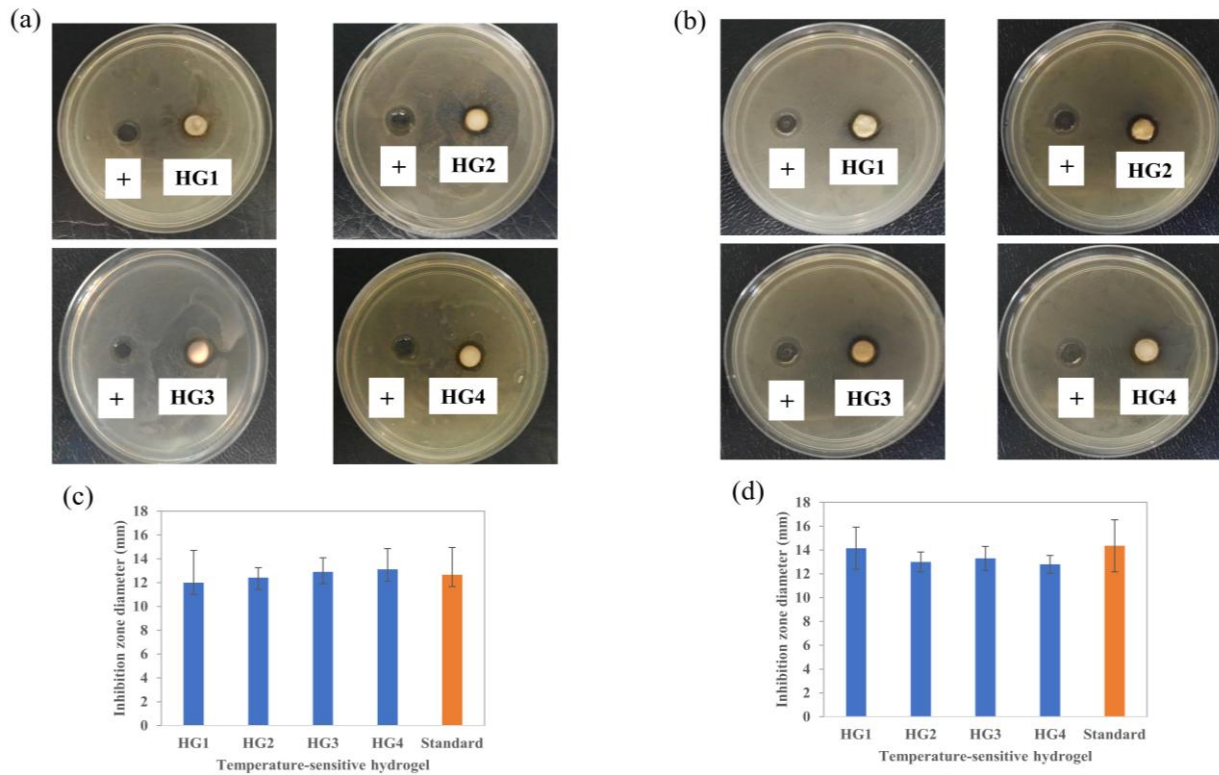 (a)
+ HG1
+ HG2
+ HG3
+ HG4
(b)
+ HG1
+ HG2
+ HG3
+ HG4
(c)
Inhibition zone diameter (mm)
18
16
14
12
10
8
6
4
2
0
HG1 HG2 HG3 HG4 Standard
Temperature-sensitive hydrogel
(d)
Inhibition zone diameter (mm)
18
16
14
12
10
8
6
4
2
0
HG1 HG2 HG3 HG4 Standard
Temperature-sensitive hydrogel